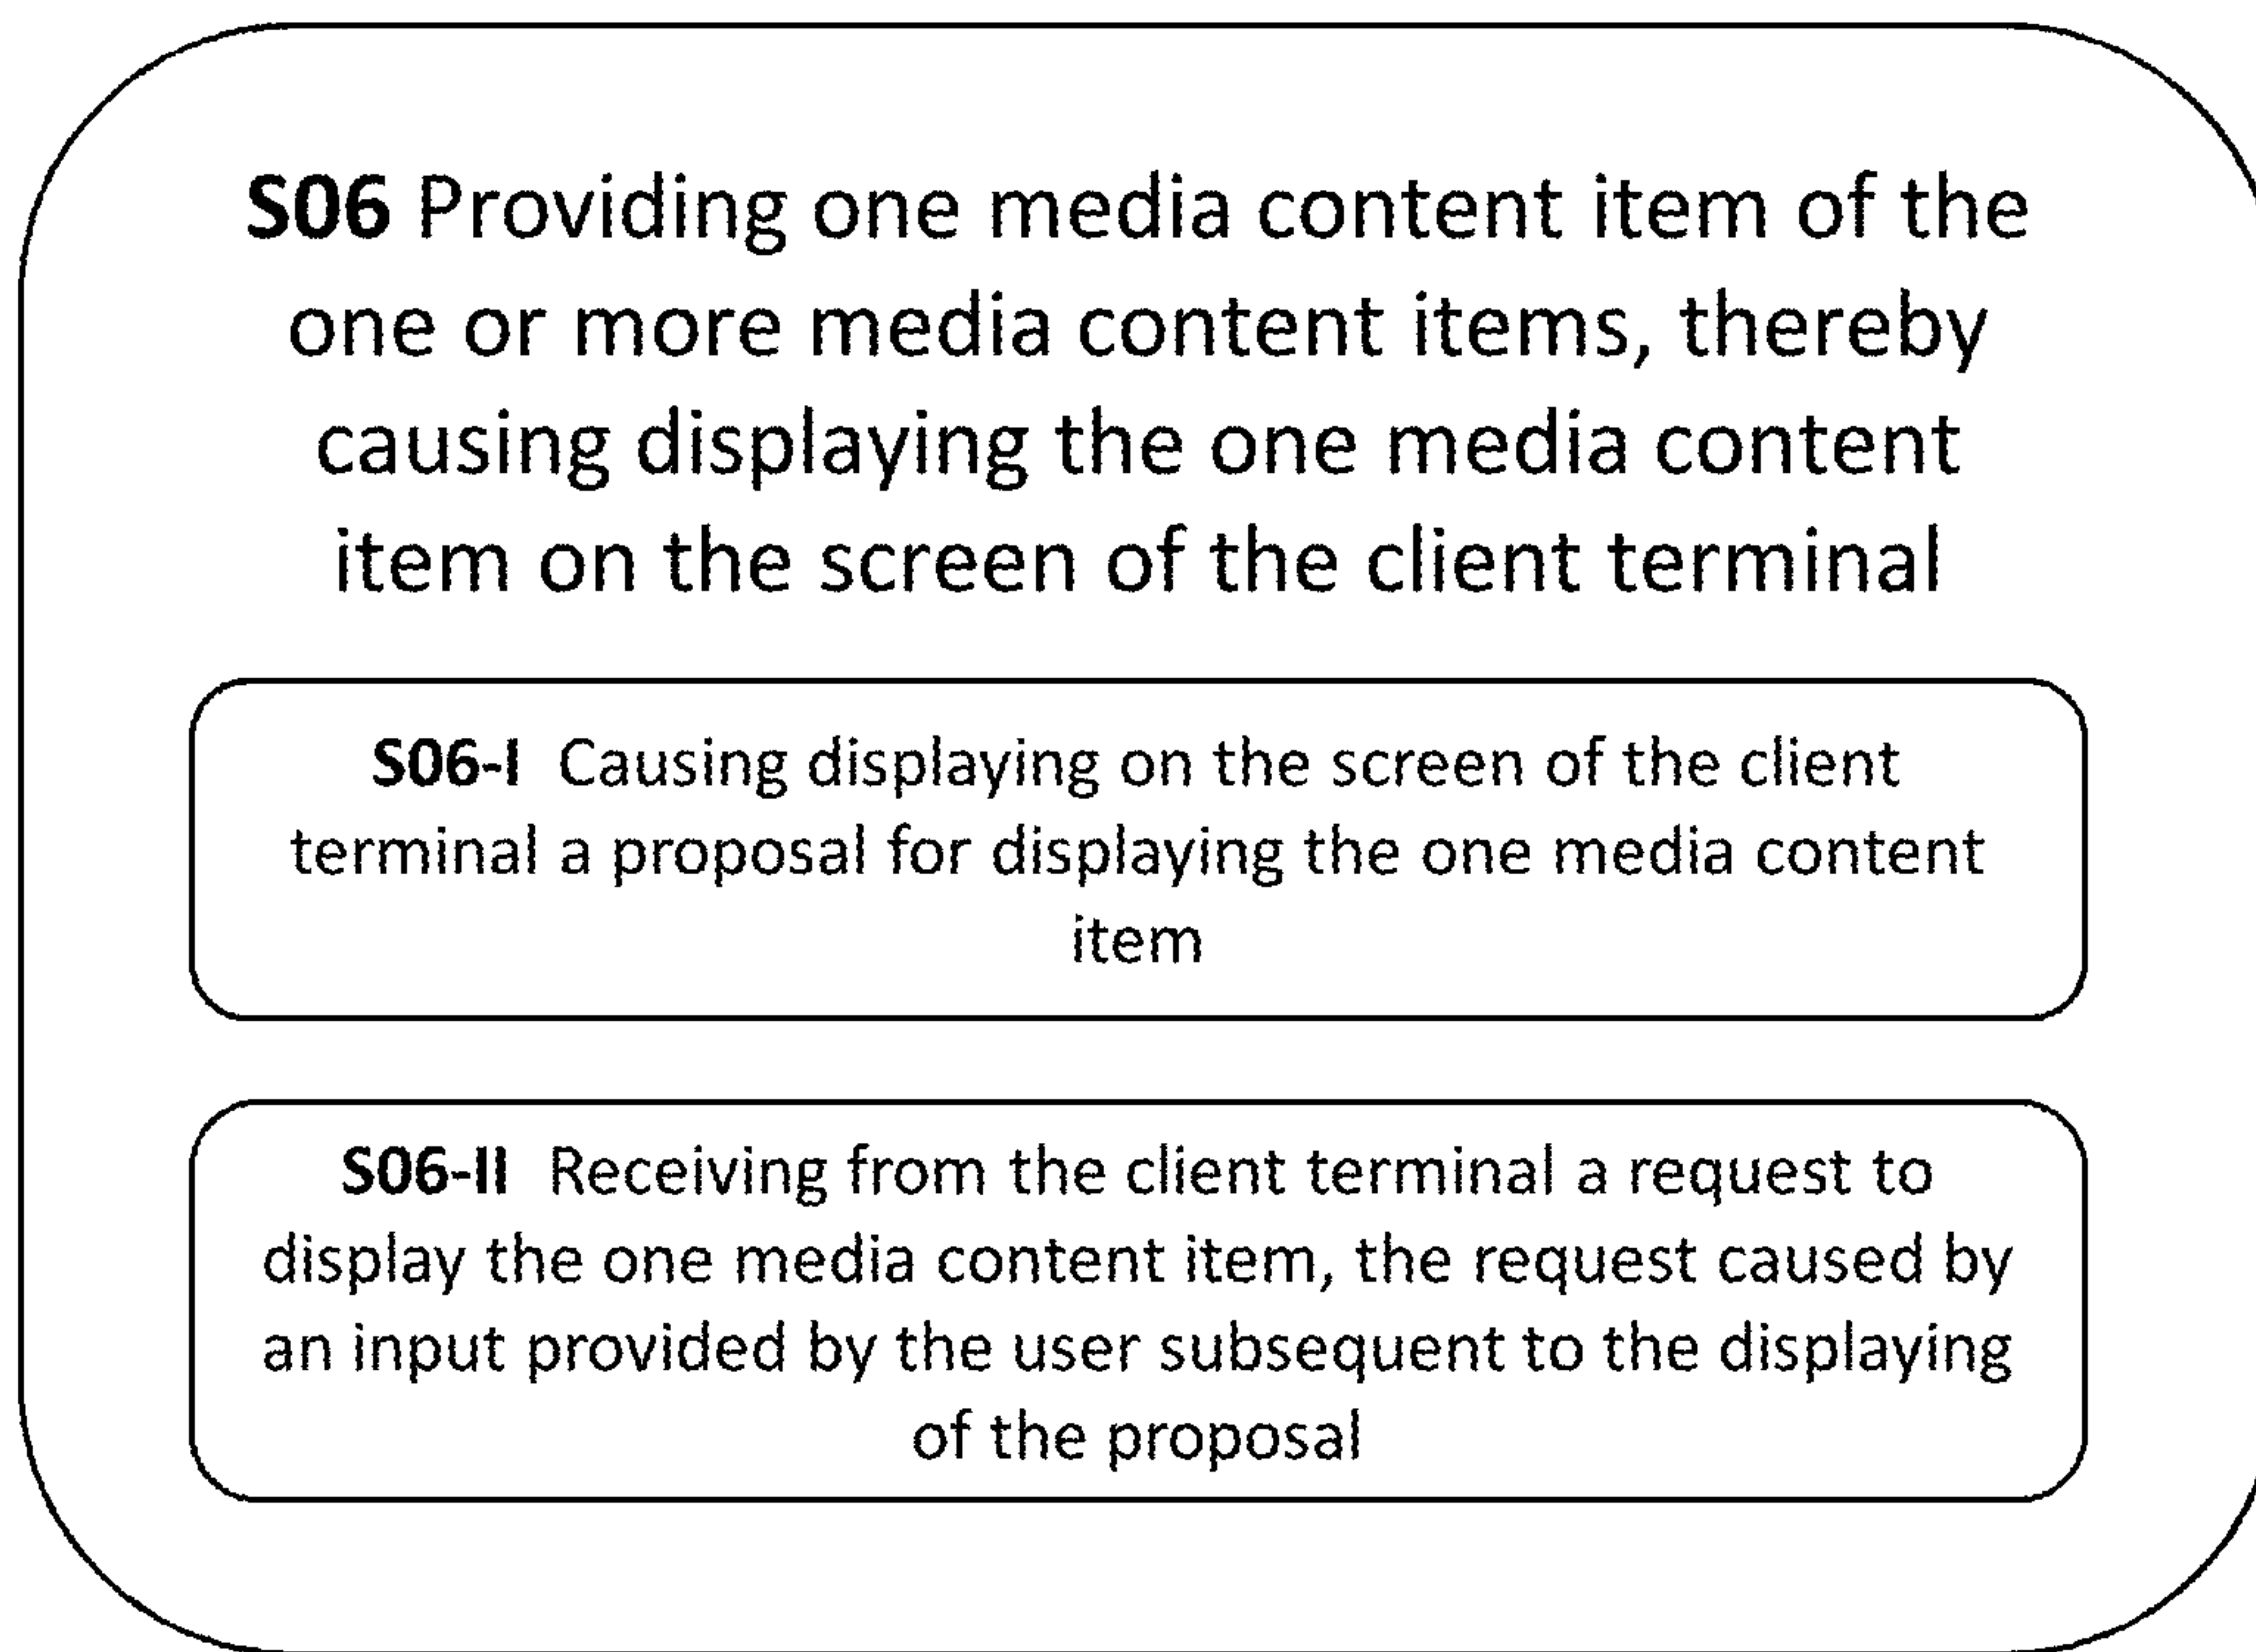 S06 Providing one media content item of the
one or more media content items, thereby
causing displaying the one media content
item on the screen of the client terminal
S06-I Causing displaying on the screen of the client
terminal a proposal for displaying the one media content
item
S06-II Receiving from the client terminal a request to
display the one media content item, the request caused by
an input provided by the user subsequent to the displaying
of the proposal